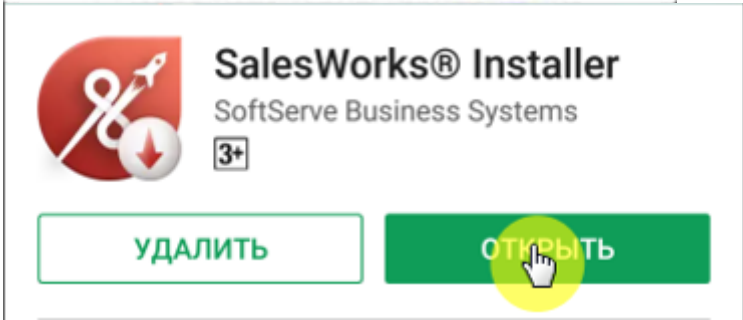 SalesWorks® Installer
SoftServe Business Systems
3+
УДАЛИТЬ
ОТКРЫТЬ